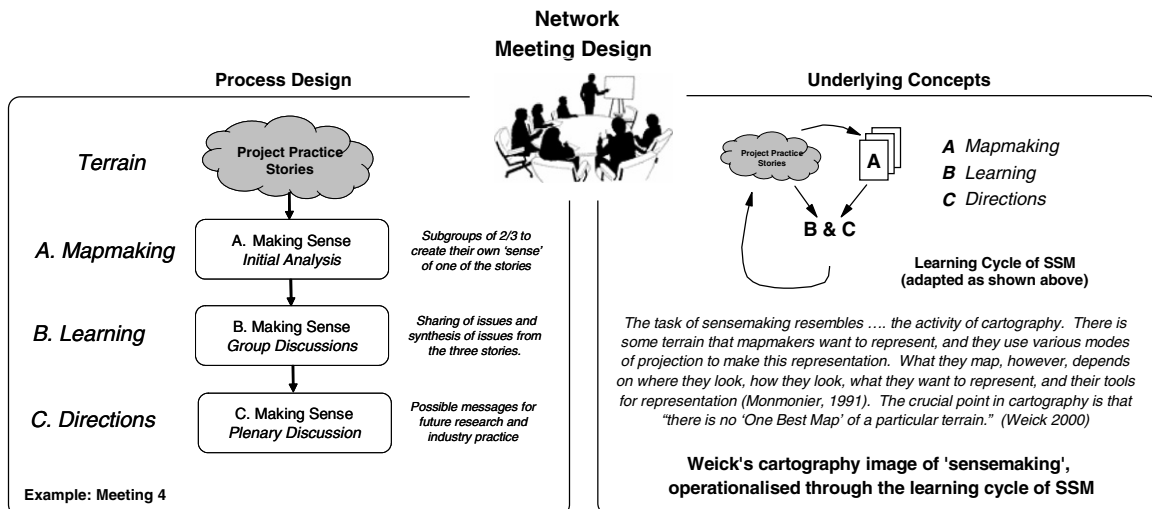 Network
Meeting Design
Process Design
Terrain
Project Practice
Stories
A. Mapmaking
A. Making Sense
Initial Analysis
Subgroups of 2/3 to
create their own ‘sense’
of one of the stories
B. Learning
B. Making Sense
Group Discussions
Sharing of issues and
synthesis of issues from
the three stories.
C. Directions
C. Making Sense
Plenary Discussion
Possible messages for
future research and
industry practice
Example: Meeting 4
Underlying Concepts
Project Practice
Stories
A
B & C
A Mapmaking
B Learning
C Directions
Learning Cycle of SSM
(adapted as shown above)
The task of sensemaking resembles .... the activity of cartography. There is
some terrain that mapmakers want to represent, and they use various modes
of projection to make this representation. What they map, however, depends
on where they look, how they look, what they want to represent, and their tools
for representation (Monmonier, 1991). The crucial point in cartography is that
“there is no ‘One Best Map’ of a particular terrain.” (Weick 2000)
Weick's cartography image of 'sensemaking',
operationalised through the learning cycle of SSM